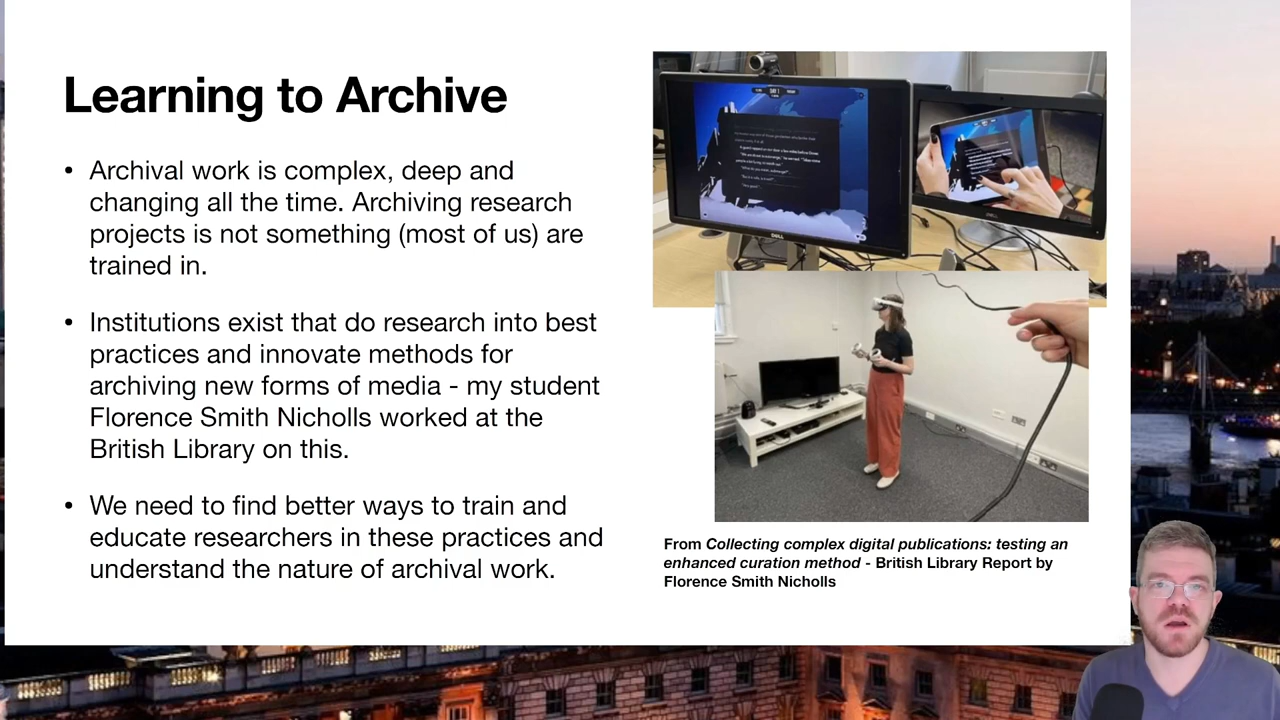 Learning to Archive
• Archival work is complex, deep and
changing all the time. Archiving research
projects is not something (most of us) are
trained in.
• Institutions exist that do research into best
practices and innovate methods for
archiving new forms of media - my student
Florence Smith Nicholls worked at the
British Library on this.
• We need to find better ways to train and
educate researchers in these practices and
understand the nature of archival work.
DAY 1
DELL
From Collecting complex digital publications: testing an
enhanced curation method - British Library Report by
Florence Smith Nicholls